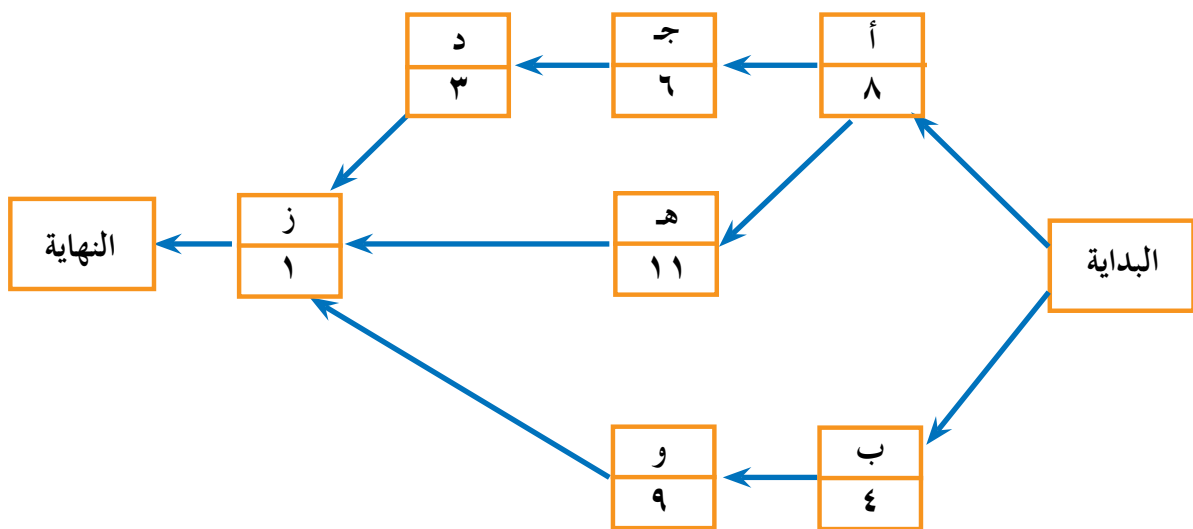 أ
٨
جـ
٦
د
٣
البداية
هـ
١١
ز
١
النهاية
ب
٤
و
٩